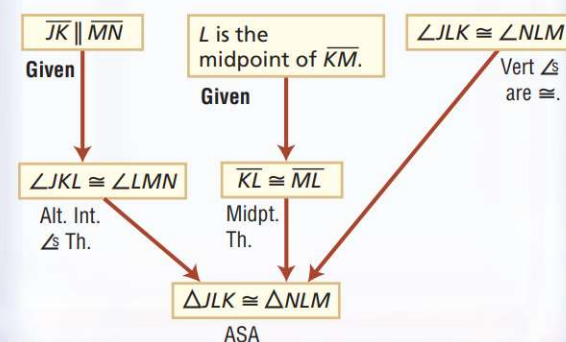 JK ∥ MN
Given
L is the
midpoint of KM.
Given
∠JLK ≅ ∠NLM
Vert ∠s
are ≅.
∠JKL ≅ ∠LMN
Alt. Int.
∠s Th.
KL ≅ ML
Midpt.
Th.
△JLK ≅ △NLM
ASA